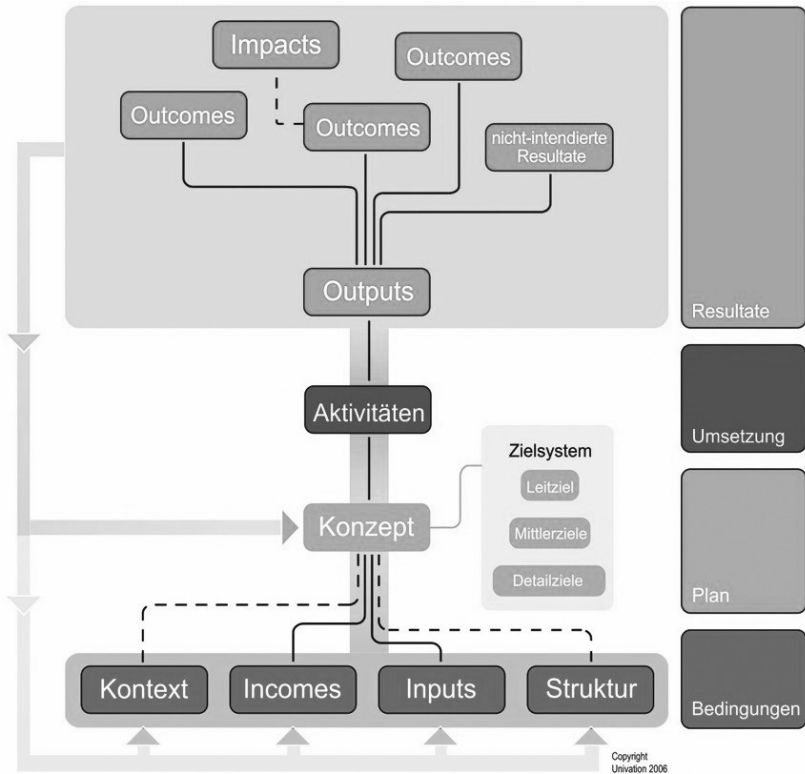 Impacts
Outcomes
Outcomes
Outcomes
nicht-intendierte
Resultate
Outputs
Resultate
Aktivitäten
Umsetzung
Zielsystem
Leitziel
Mittlerziele
Detailziele
Konzept
Plan
Kontext
Incomes
Inputs
Struktur
Bedingungen
Copyright
Univation 2006